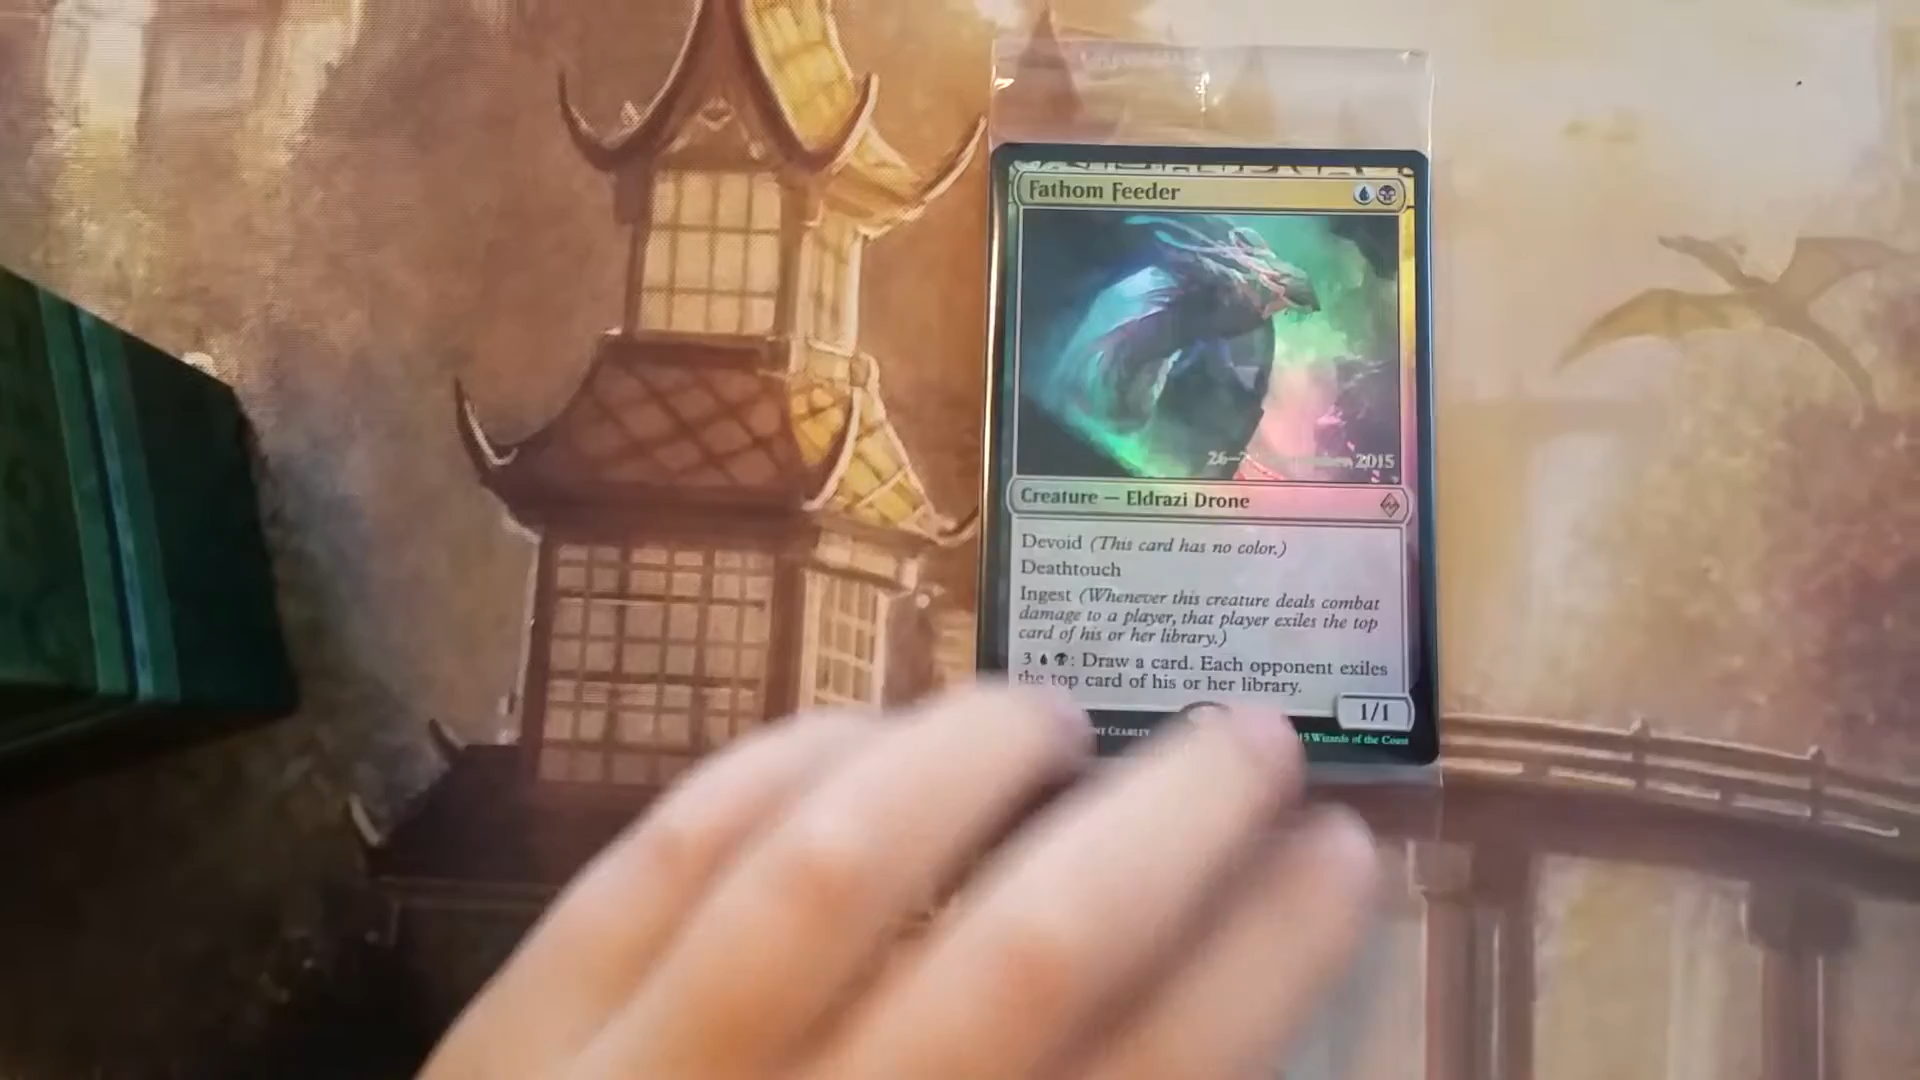 Fathom Feeder
2015
Creature — Eldrazi Drone
Devoid (This card has no color.)
Deathtouch
Ingest (Whenever this creature deals combat
damage to a player, that player exiles the top
card of his or her library.)
3 : Draw a card. Each opponent exiles
the top card of his or her library.
1/1
Wizards of the Coast